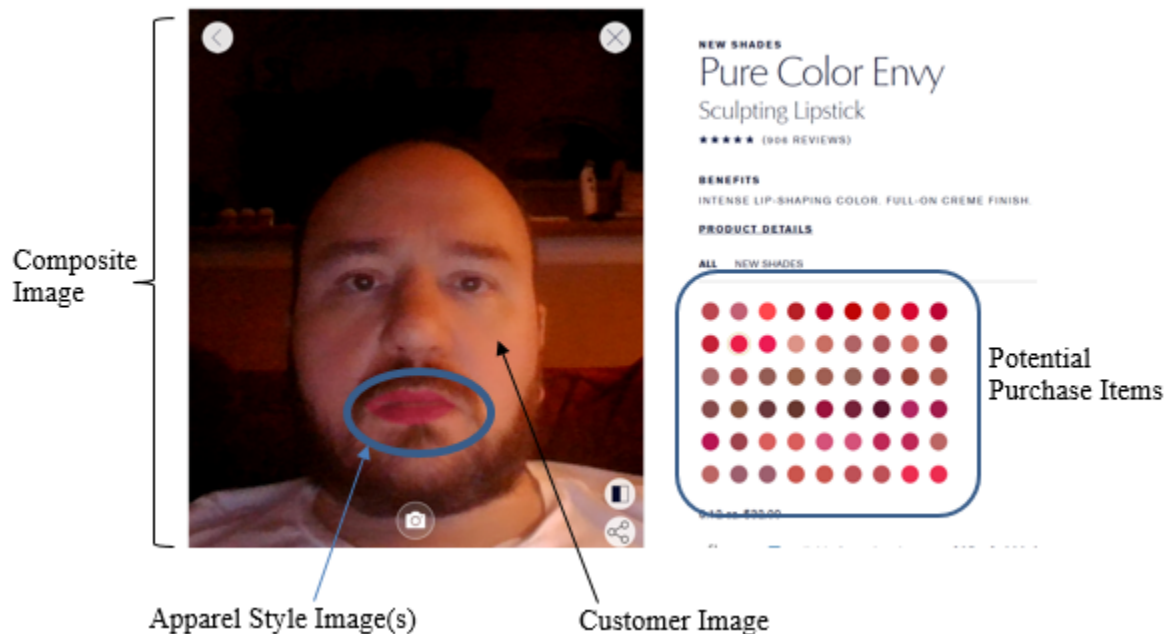 NEW SHADES
Pure Color Envy
Sculpting Lipstick
★★★★★ (906 REVIEWS)
BENEFITS
INTENSE LIP-SHAPING COLOR. FULL-ON CREME FINISH.
PRODUCT DETAILS
ALL NEW SHADES
Composite
Image
Potential
Purchase Items
Apparel Style Image(s)
Customer Image